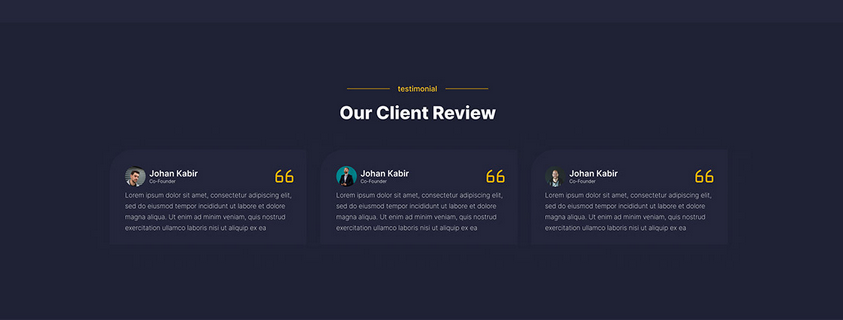 testimonial
Our Client Review
Johan Kabir
Co-Founder
Lorem ipsum dolor sit amet, consectetur adipiscing elit,
sed do eiusmod tempor incididunt ut labore et dolore
magna aliqua. Ut enim ad minim veniam, quis nostrud
exercitation ullamco laboris nisi ut aliquip ex ea
Johan Kabir
Co-Founder
Lorem ipsum dolor sit amet, consectetur adipiscing elit,
sed do eiusmod tempor incididunt ut labore et dolore
magna aliqua. Ut enim ad minim veniam, quis nostrud
exercitation ullamco laboris nisi ut aliquip ex ea
Johan Kabir
Co-Founder
Lorem ipsum dolor sit amet, consectetur adipiscing elit,
sed do eiusmod tempor incididunt ut labore et dolore
magna aliqua. Ut enim ad minim veniam, quis nostrud
exercitation ullamco laboris nisi ut aliquip ex ea